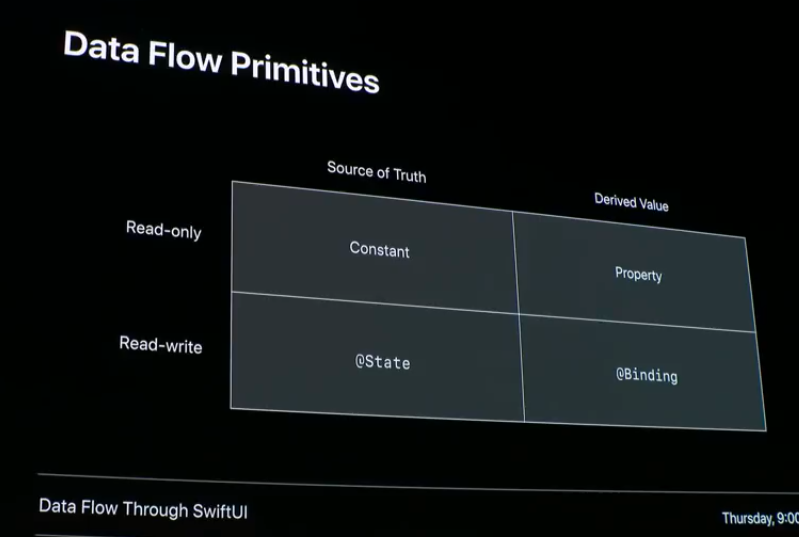 Data Flow Primitives
Source of Truth
Derived Value
Read-only
Constant
Property
Read-write
@State
@Binding
Data Flow Through SwiftUI
Thursday, 9:00